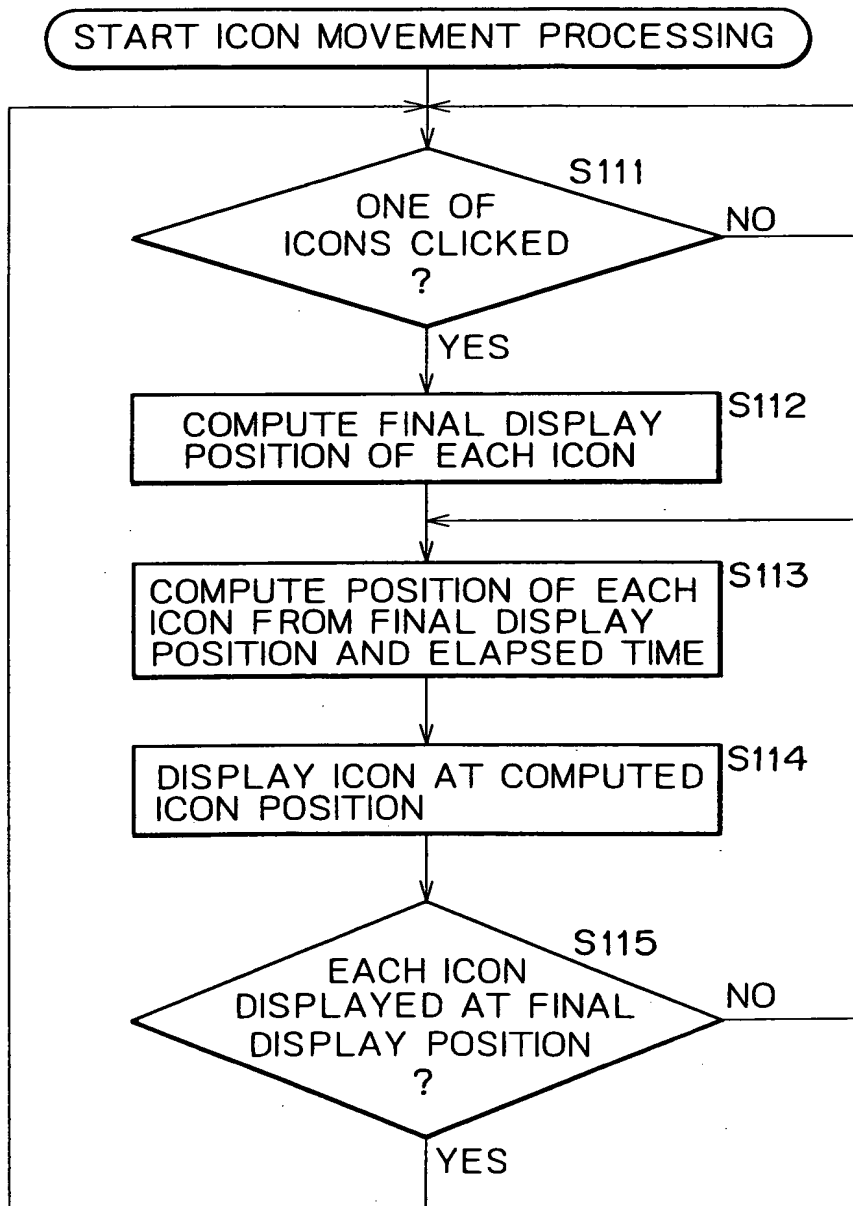 START ICON MOVEMENT PROCESSING
S111
ONE OF
ICONS CLICKED
?
NO
YES
S112
COMPUTE FINAL DISPLAY
POSITION OF EACH ICON
S113
COMPUTE POSITION OF EACH
ICON FROM FINAL DISPLAY
POSITION AND ELAPSED TIME
S114
DISPLAY ICON AT COMPUTED
ICON POSITION
S115
EACH ICON
DISPLAYED AT FINAL
DISPLAY POSITION
?
NO
YES